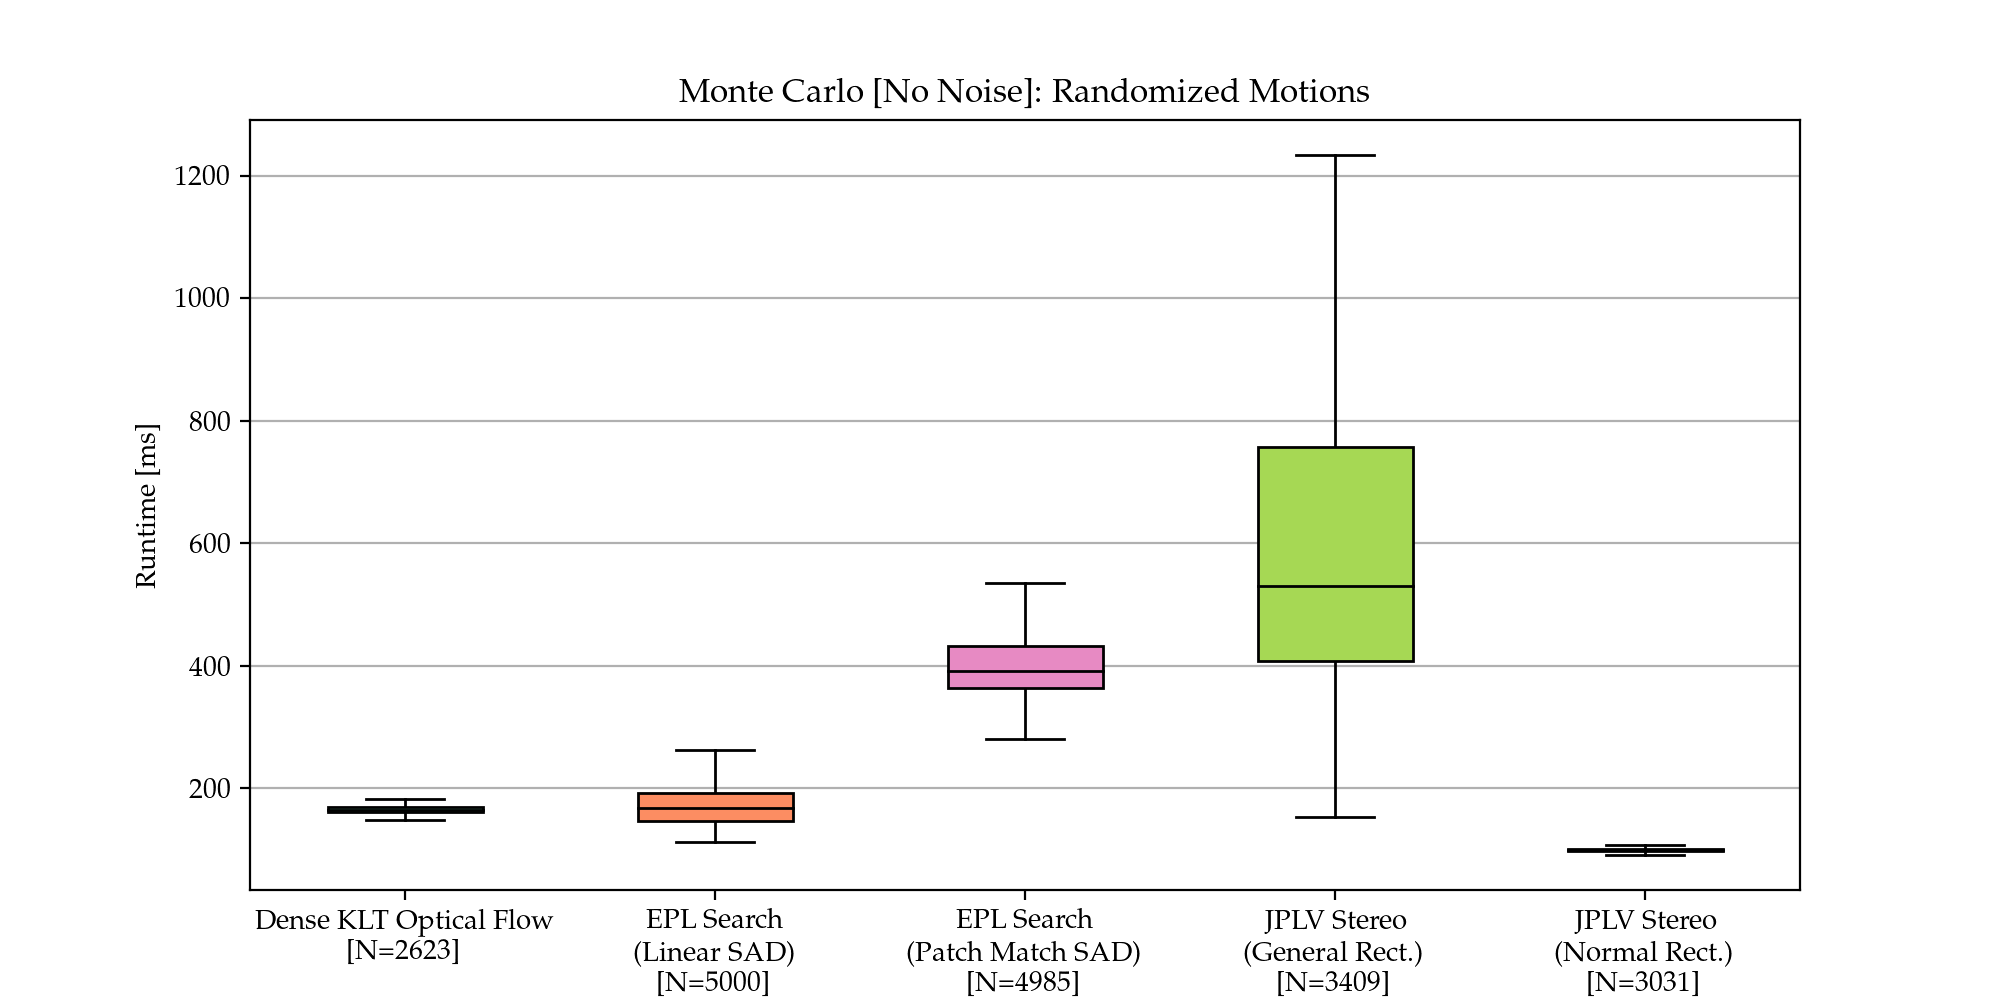 Monte Carlo [No Noise]: Randomized Motions
Runtime [ms]
1200
1000
800
600
400
200
Dense KLT Optical Flow
[N=2623]
EPL Search
(Linear SAD)
[N=5000]
EPL Search
(Patch Match SAD)
[N=4985]
JPLV Stereo
(General Rect.)
[N=3409]
JPLV Stereo
(Normal Rect.)
[N=3031]